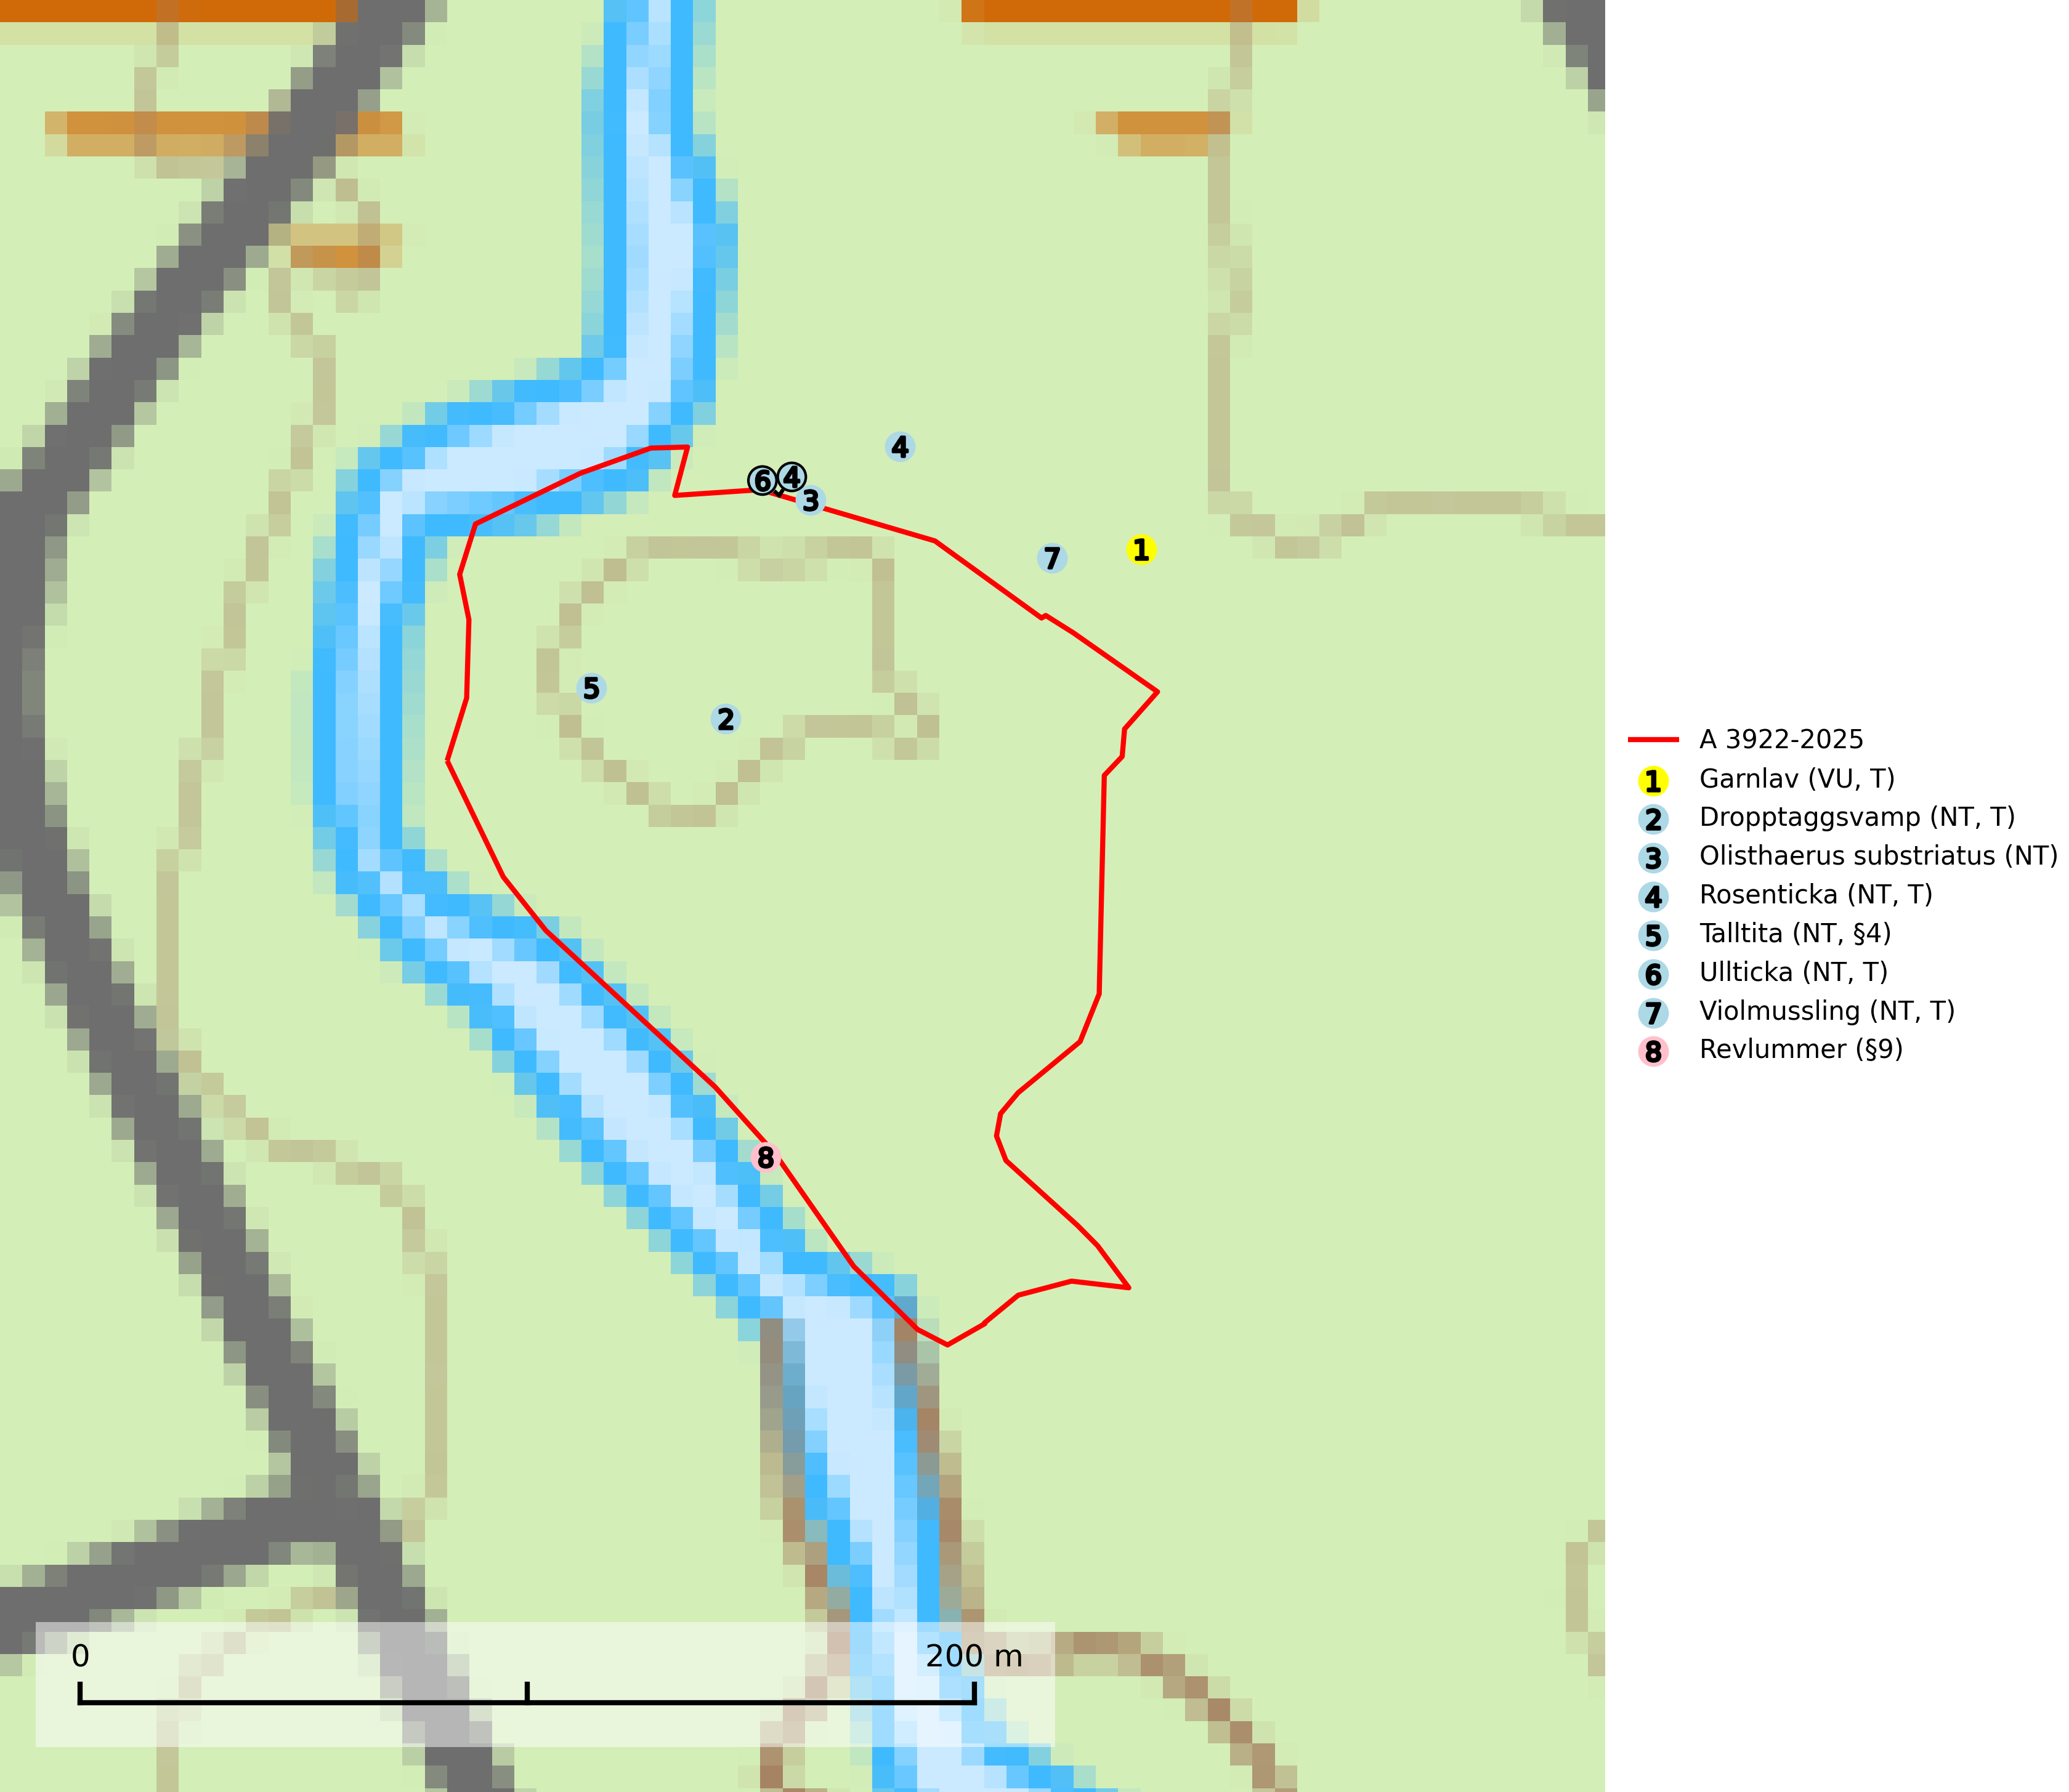 4
6 4
3
7 1
5
2
8
0 200 m
A 3922-2025
1 Garnlav (VU, T)
2 Dropptaggsvamp (NT, T)
3 Olisthaerus substriatus (NT)
4 Rosenticka (NT, T)
5 Talltita (NT, §4)
6 Ullticka (NT, T)
7 Violmussling (NT, T)
8 Revlummer (§9)